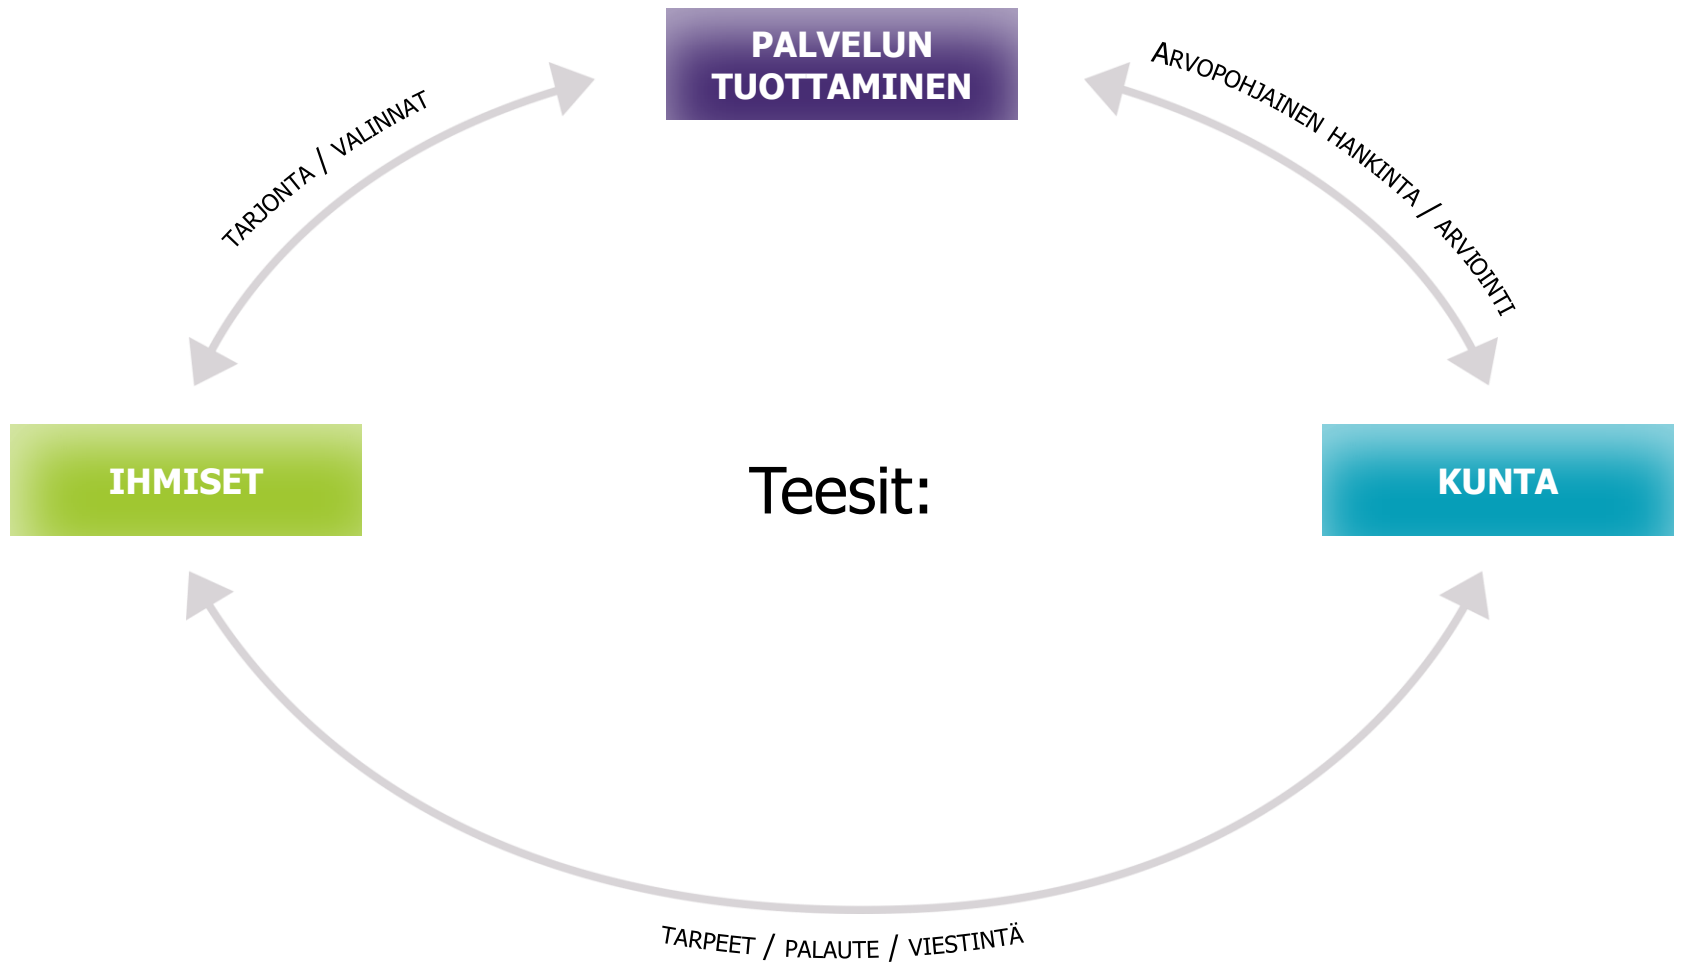 PALVELUN
TUOTTAMINEN
TARJONTA / VALINNAT
ARVOPOHJAINEN HANKINTA / ARVIOINTI
IHMISET
Teesit:
KUNTA
TARPEET / PALAUTE / VIESTINTÄ